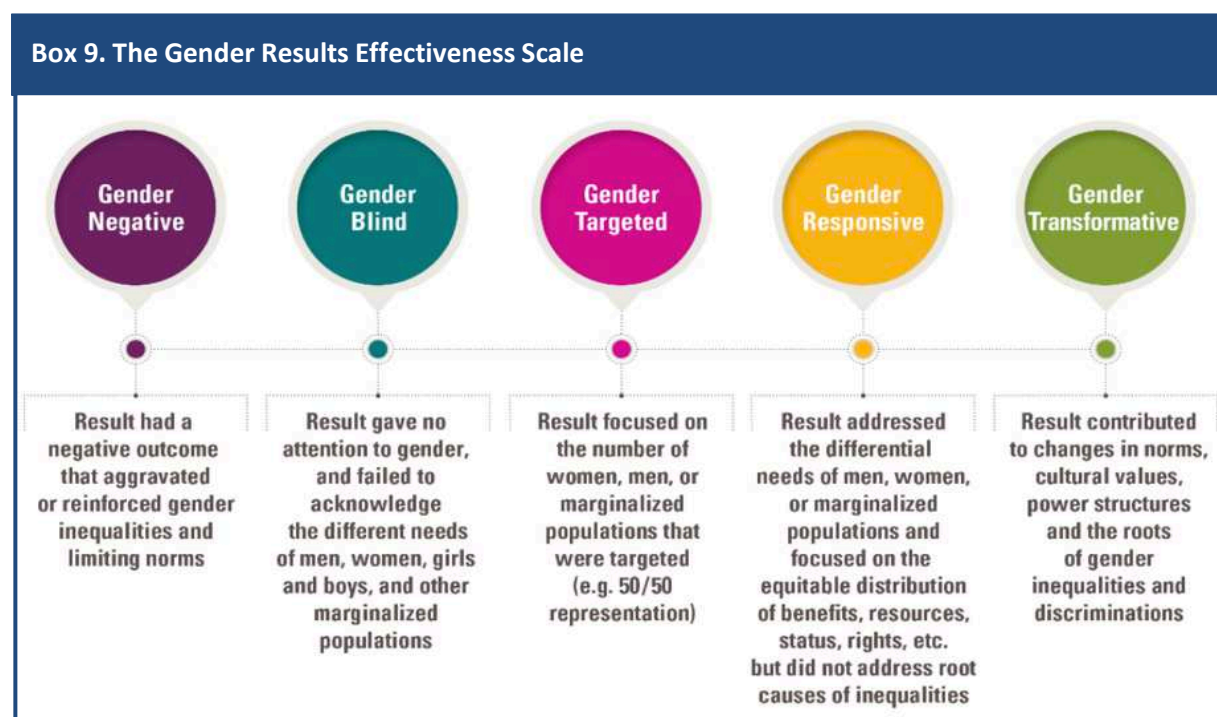 Box 9. The Gender Results Effectiveness Scale
Gender
Negative
Gender
Blind
Gender
Targeted
Gender
Responsive
Gender
Transformative
Result had a
negative outcome
that aggravated
or reinforced gender
inequalities and
limiting norms
Result gave no
attention to gender,
and failed to
acknowledge
the different needs
of men, women, girls
and boys, and other
marginalized
populations
Result focused on
the number of
women, men, or
marginalized
populations that
were targeted
(e.g. 50/50
representation)
Result addressed
the differential
needs of men, women,
or marginalized
populations and
focused on the
equitable distribution
of benefits, resources,
status, rights, etc.
but did not address root
causes of inequalities
Result contributed
to changes in norms,
cultural values,
power structures
and the roots
of gender
inequalities and
discriminations